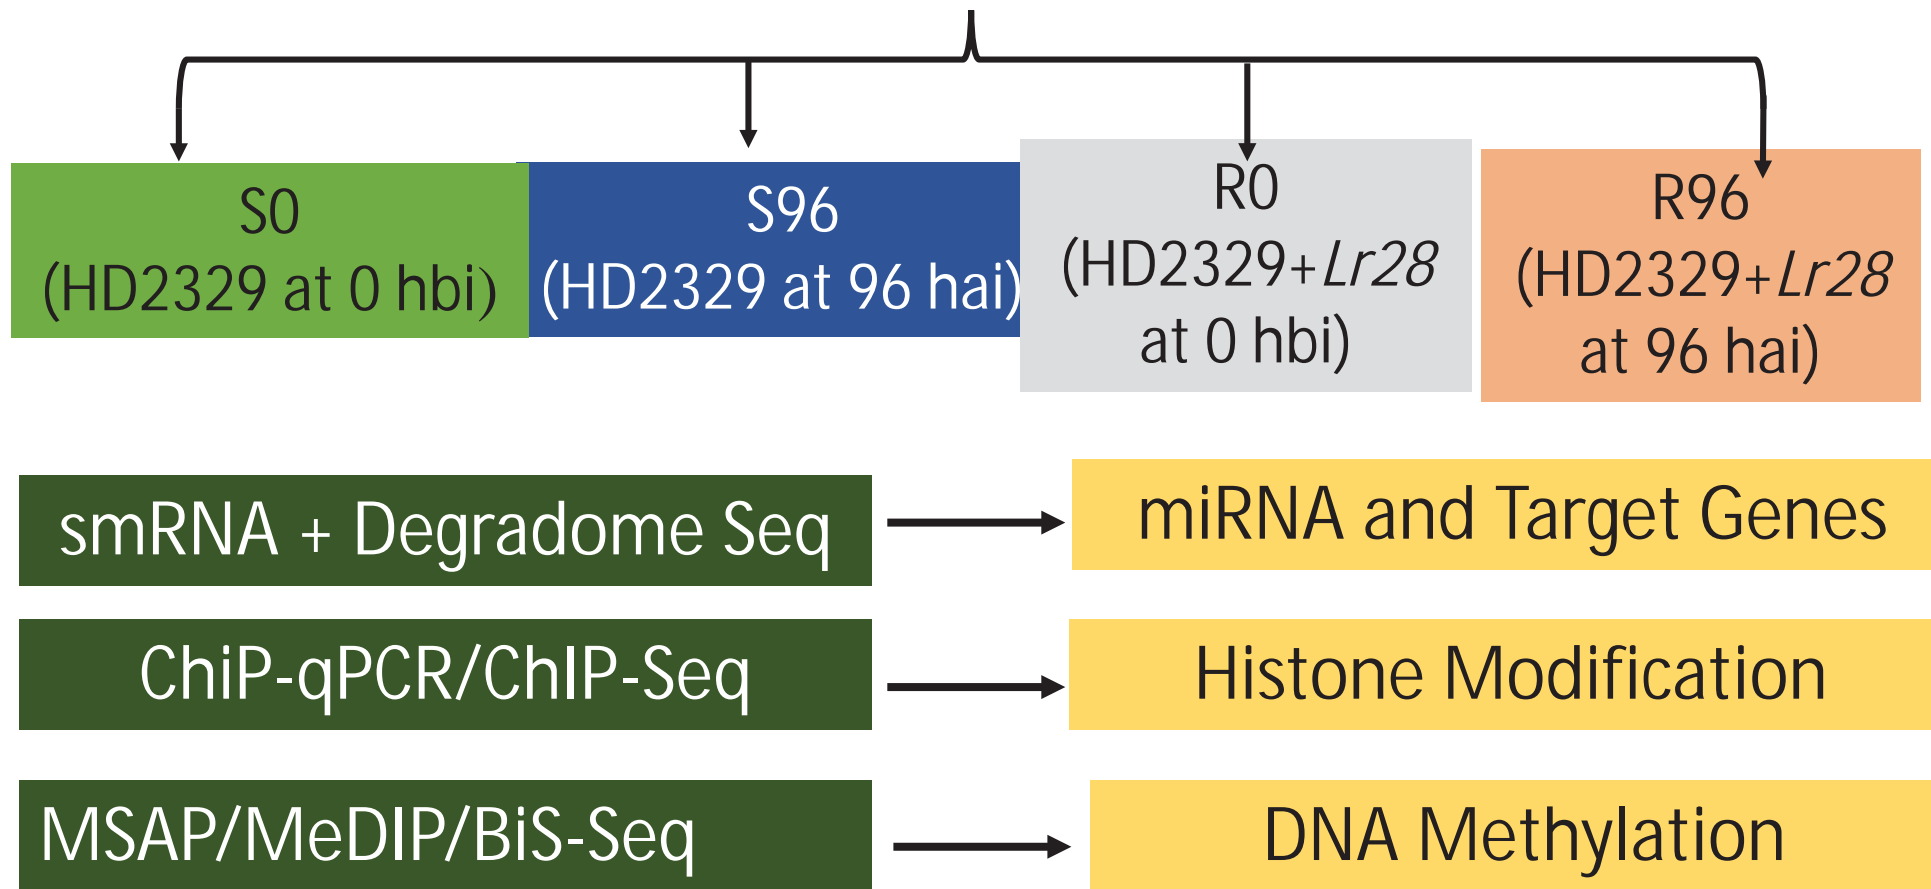 S0
(HD2329 at 0 hbi)
S96
(HD2329 at 96 hai)
R0
(HD2329+Lr28
at 0 hbi)
R96
(HD2329+Lr28
at 96 hai)
smRNA + Degradome Seq
miRNA and Target Genes
ChiP-qPCR/ChIP-Seq
Histone Modification
MSAP/MeDIP/BiS-Seq
DNA Methylation